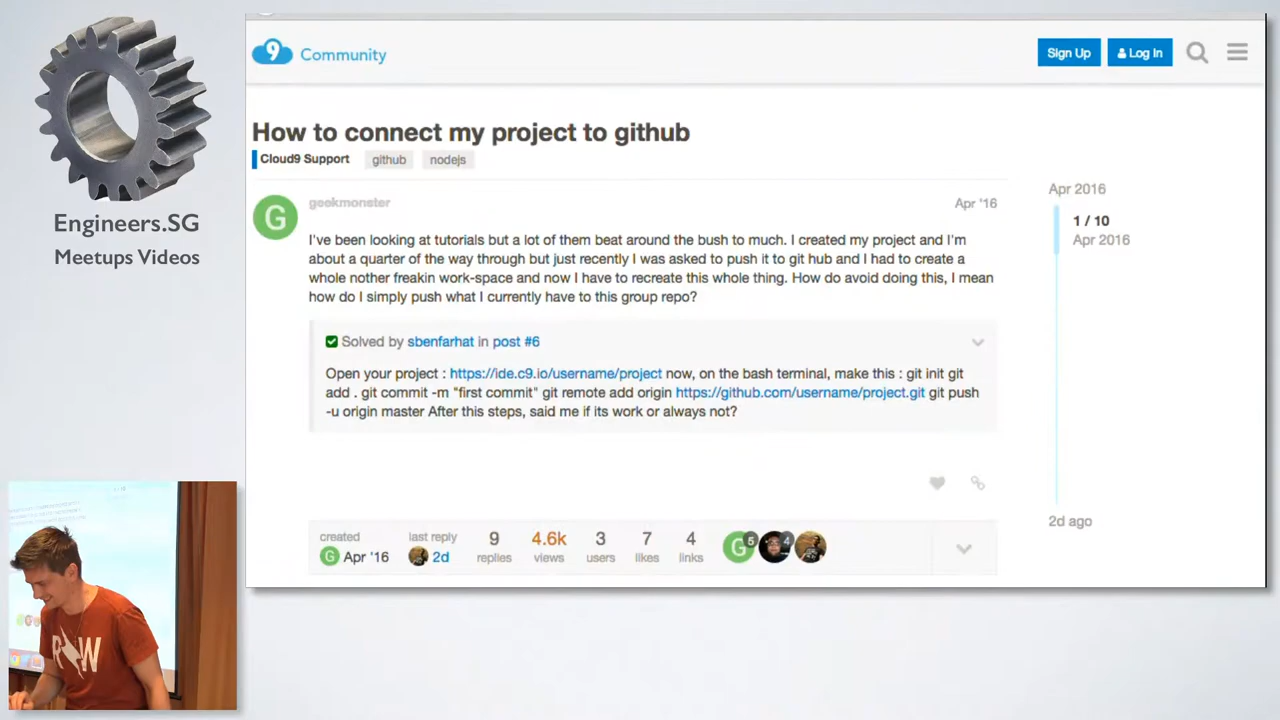 Engineers.SG
Meetups Videos
9 Community
Sign Up
Log In
How to connect my project to github
Cloud9 Support github nodejs
geekmonster
Apr '16
G
I've been looking at tutorials but a lot of them beat around the bush to much. I created my project and I'm
about a quarter of the way through but just recently I was asked to push it to git hub and I had to create a
whole nother freakin work-space and now I have to recreate this whole thing. How do avoid doing this, I mean
how do I simply push what I currently have to this group repo?
Solved by sbenfarhat in post #6
Open your project : https://ide.c9.io/username/project now, on the bash terminal, make this : git init git
add . git commit -m "first commit" git remote add origin https://github.com/username/project.git git push
-u origin master After this steps, said me if its work or always not?
created
G Apr '16
last reply
2d
9
replies
4.6k
views
3
users
7
likes
4
links
G 5
4
Apr 2016
1 / 10
Apr 2016
2d ago
R W